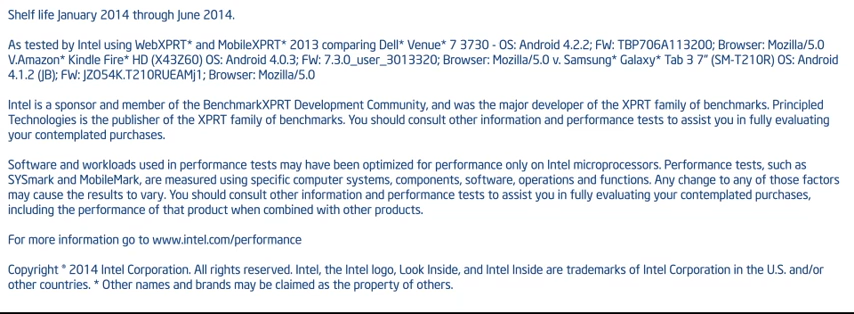 Shelf life January 2014 through June 2014.
As tested by Intel using WebXPRT* and MobileXPRT* 2013 comparing Dell* Venue* 7 3730 - OS: Android 4.2.2; FW: TBP706A113200; Browser: Mozilla/5.0
V.Amazon* Kindle Fire* HD (X43Z60) OS: Android 4.0.3; FW: 7.3.0_user_3013320; Browser: Mozilla/5.0 v. Samsung* Galaxy* Tab 3 7” (SM-T210R) OS: Android
4.1.2 (JB); FW: JZO54K.T210RUEAMj1; Browser: Mozilla/5.0
Intel is a sponsor and member of the BenchmarkXPRT Development Community, and was the major developer of the XPRT family of benchmarks. Principled
Technologies is the publisher of the XPRT family of benchmarks. You should consult other information and performance tests to assist you in fully evaluating
your contemplated purchases.
Software and workloads used in performance tests may have been optimized for performance only on Intel microprocessors. Performance tests, such as
SYSmark and MobileMark, are measured using specific computer systems, components, software, operations and functions. Any change to any of those factors
may cause the results to vary. You should consult other information and performance tests to assist you in fully evaluating your contemplated purchases,
including the performance of that product when combined with other products.
For more information go to www.intel.com/performance
Copyright ° 2014 Intel Corporation. All rights reserved. Intel, the Intel logo, Look Inside, and Intel Inside are trademarks of Intel Corporation in the U.S. and/or
other countries. * Other names and brands may be claimed as the property of others.